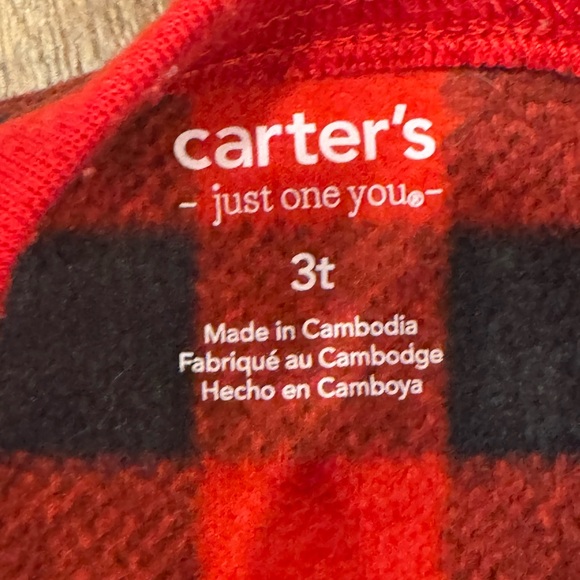 carter's
- just one you®-
3t
Made in Cambodia
Fabriqué au Cambodge
Hecho en Camboya